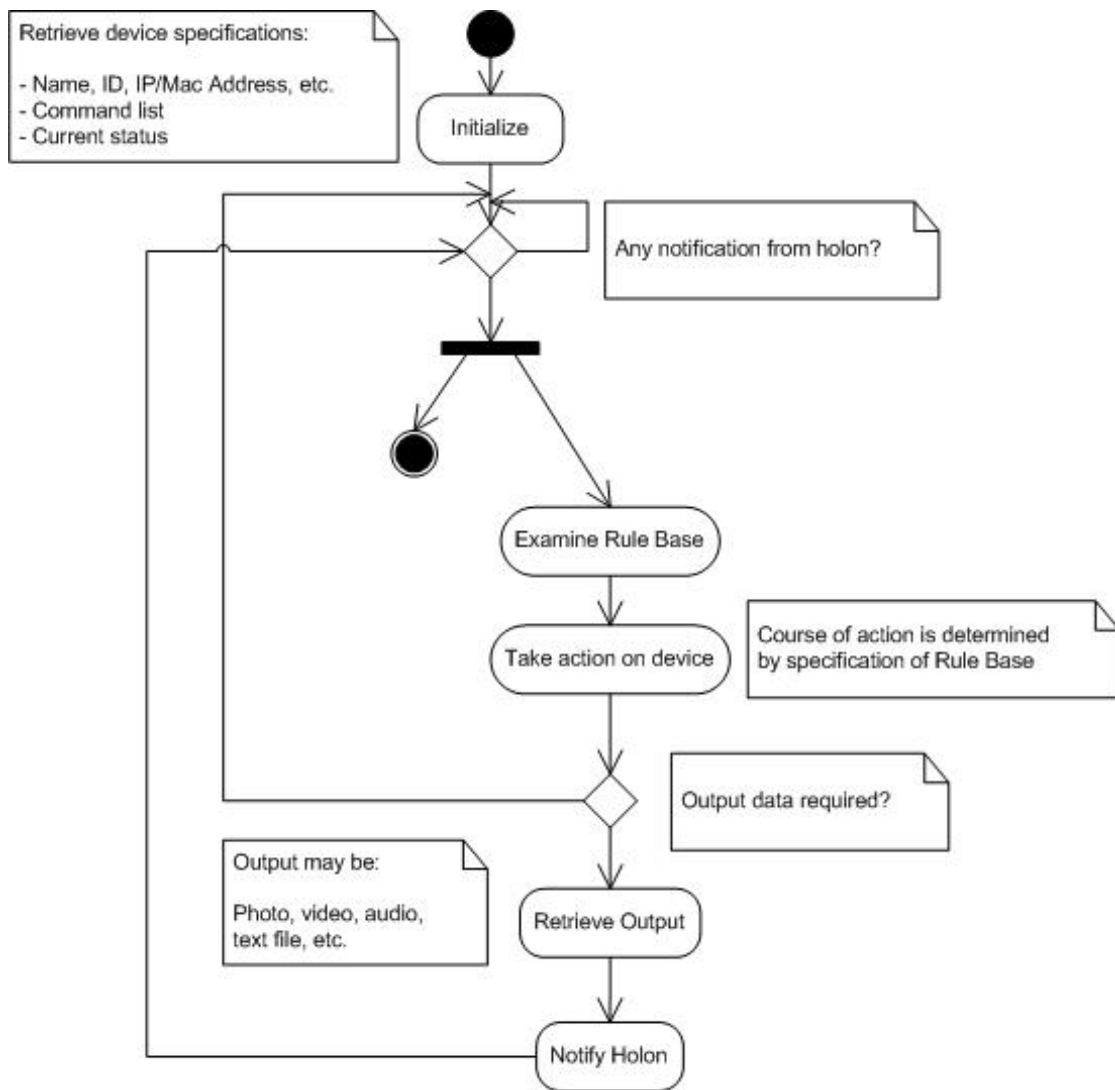 Retrieve device specifications:
- Name, ID, IP/Mac Address, etc.
- Command list
- Current status
Initialize
Any notification from holon?
Examine Rule Base
Take action on device
Course of action is determined
by specification of Rule Base
Output data required?
Output may be:
Photo, video, audio,
text file, etc.
Retrieve Output
Notify Holon